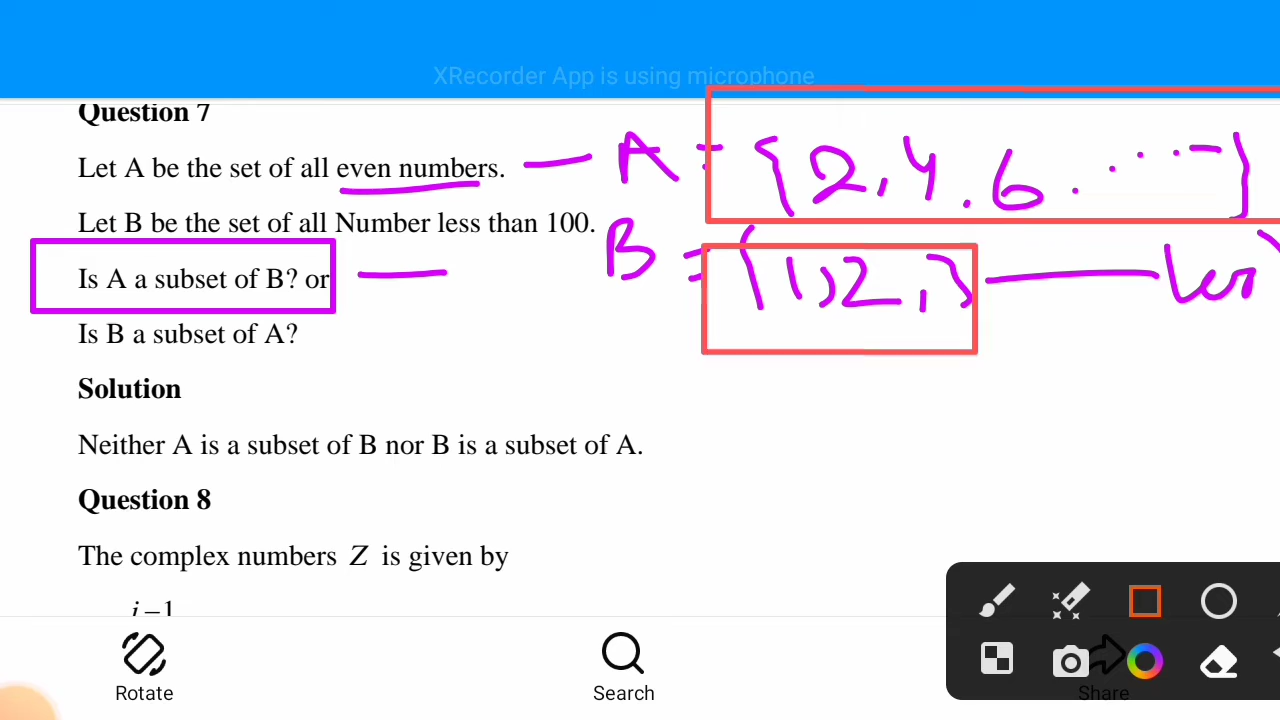 XRecorder App is using microphone
Question 7
Let A be the set of all even numbers. — A = {2, 4, 6 ....}
Let B be the set of all Number less than 100.
B = {1, 2, }
Is A a subset of B? or
Is B a subset of A?
Solution
Neither A is a subset of B nor B is a subset of A.
Question 8
The complex numbers Z is given by
i – 1
Rotate
Search
Share